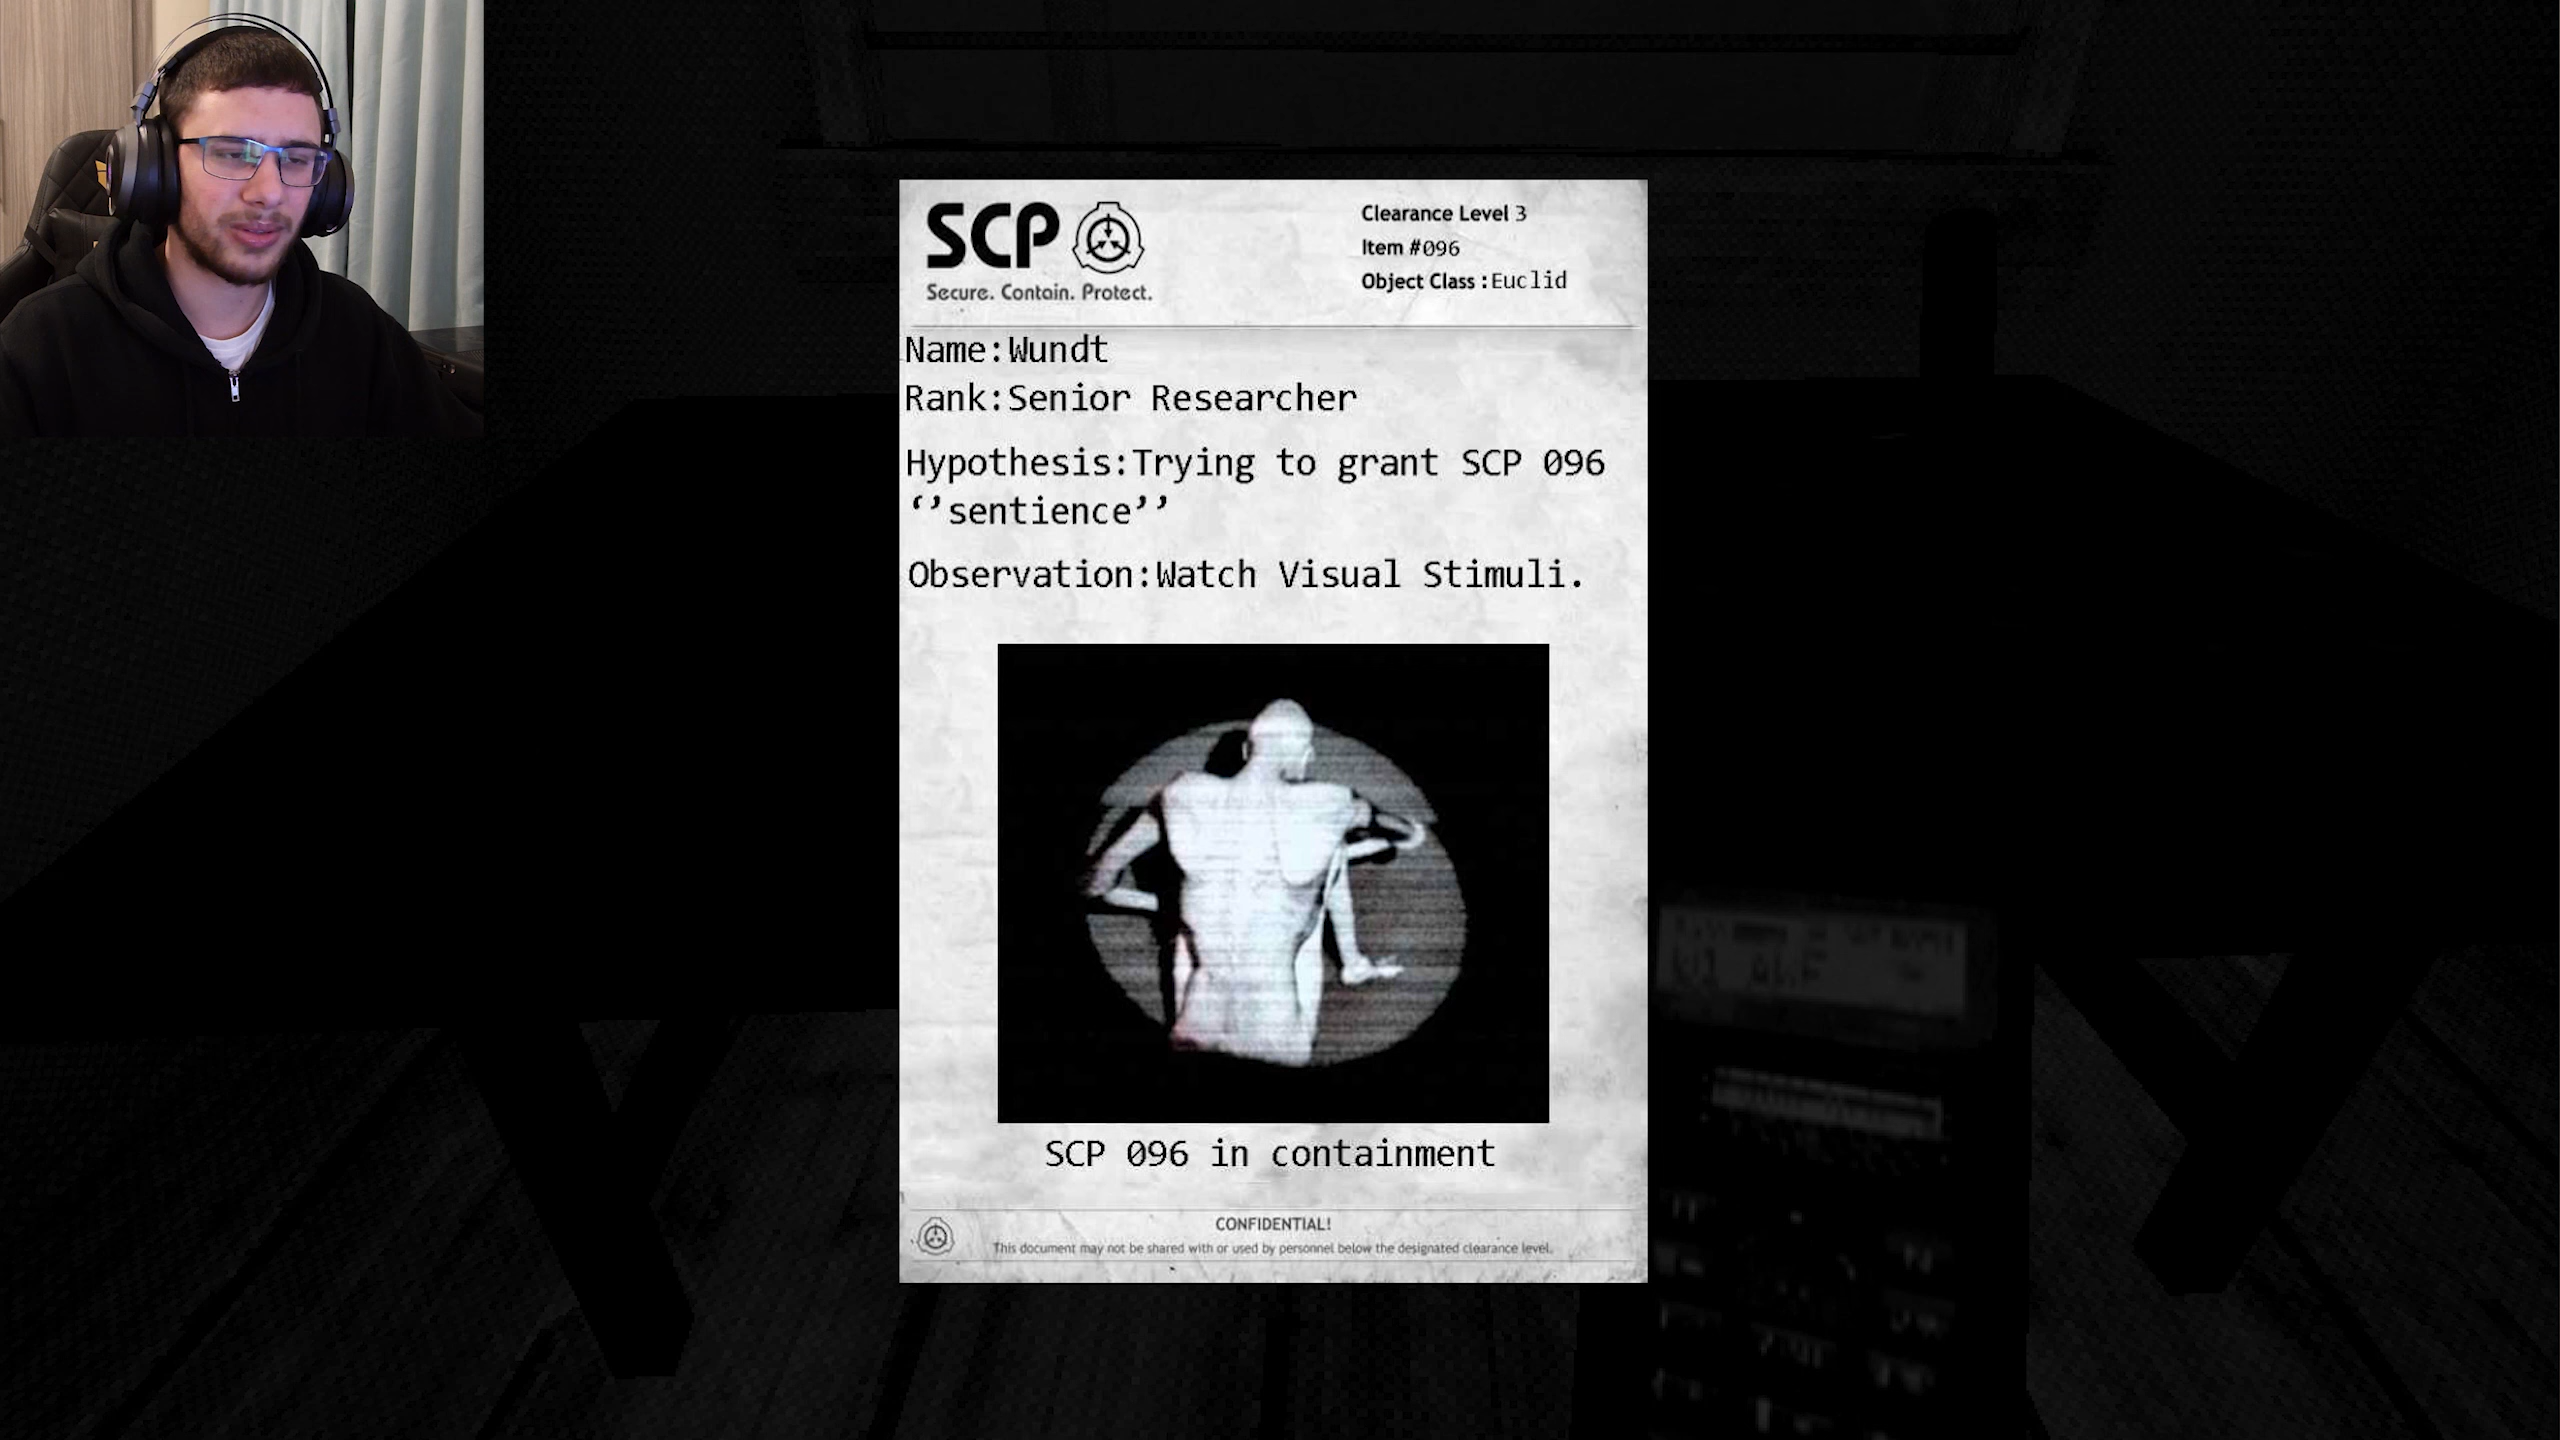 SCP
Secure. Contain. Protect.
Clearance Level 3
Item #096
Object Class :Euclid
Name:Wundt
Rank:Senior Researcher
Hypothesis:Trying to grant SCP 096
‘’sentience’’
Observation:Watch Visual Stimuli.
SCP 096 in containment
CONFIDENTIAL!
This document may not be shared with or used by personnel below the designated clearance level.